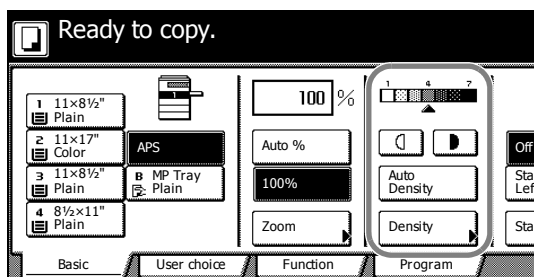 Ready to copy.
1 4 7
1 11×8½"
Plain
2 11×17"
Color
3 11×8½"
Plain
4 8½×11"
Plain
1
APS
B MP Tray
Plain
100 %
Auto %
100%
Zoom
Auto
Density
Density
Off
Sta
Lef
Sta
Basic
User choice
Function
Program